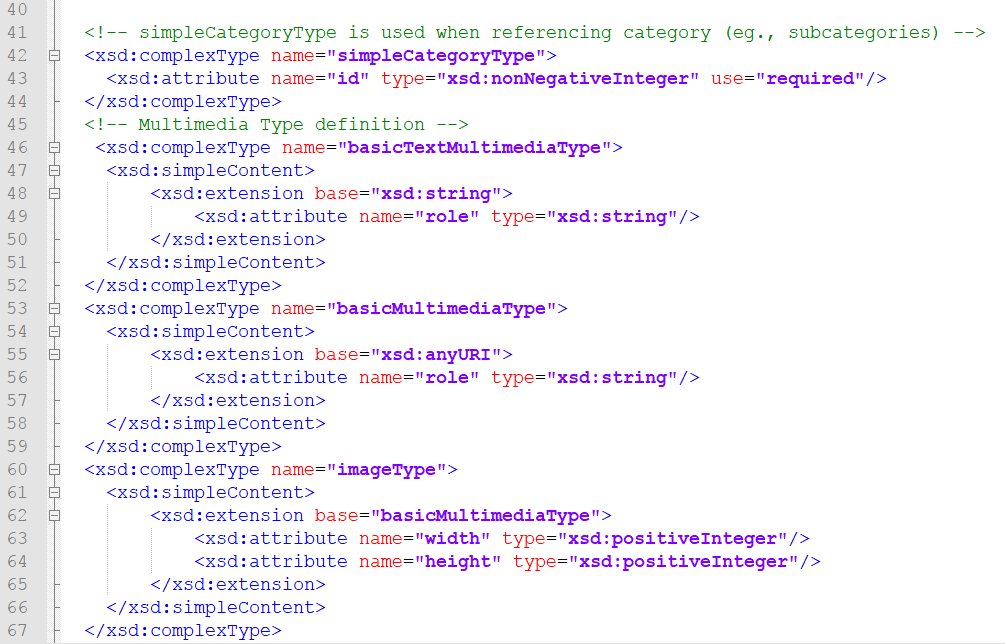 40
41 <!-- simpleCategoryType is used when referencing category (eg., subcategories) -->
42 <xsd:complexType name="simpleCategoryType">
43 <xsd:attribute name="id" type="xsd:nonNegativeInteger" use="required"/>
44 </xsd:complexType>
45 <!-- Multimedia Type definition -->
46 <xsd:complexType name="basicTextMultimediaType">
47 <xsd:simpleContent>
48 <xsd:extension base="xsd:string">
49 <xsd:attribute name="role" type="xsd:string"/>
50 </xsd:extension>
51 </xsd:simpleContent>
52 </xsd:complexType>
53 <xsd:complexType name="basicMultimediaType">
54 <xsd:simpleContent>
55 <xsd:extension base="xsd:anyURI">
56 <xsd:attribute name="role" type="xsd:string"/>
57 </xsd:extension>
58 </xsd:simpleContent>
59 </xsd:complexType>
60 <xsd:complexType name="imageType">
61 <xsd:simpleContent>
62 <xsd:extension base="basicMultimediaType">
63 <xsd:attribute name="width" type="xsd:positiveInteger"/>
64 <xsd:attribute name="height" type="xsd:positiveInteger"/>
65 </xsd:extension>
66 </xsd:simpleContent>
67 </xsd:complexType>